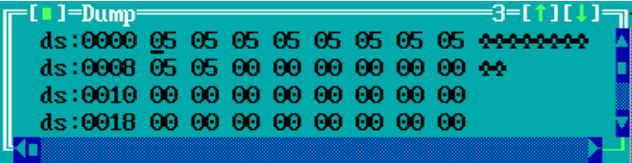 [■]=Dump 3=[↑][↓]
ds:0000 05 05 05 05 05 05 05 05 ♣♣♣♣♣♣♣♣
ds:0008 05 05 00 00 00 00 00 00 ♣♣
ds:0010 00 00 00 00 00 00 00 00
ds:0018 00 00 00 00 00 00 00 00